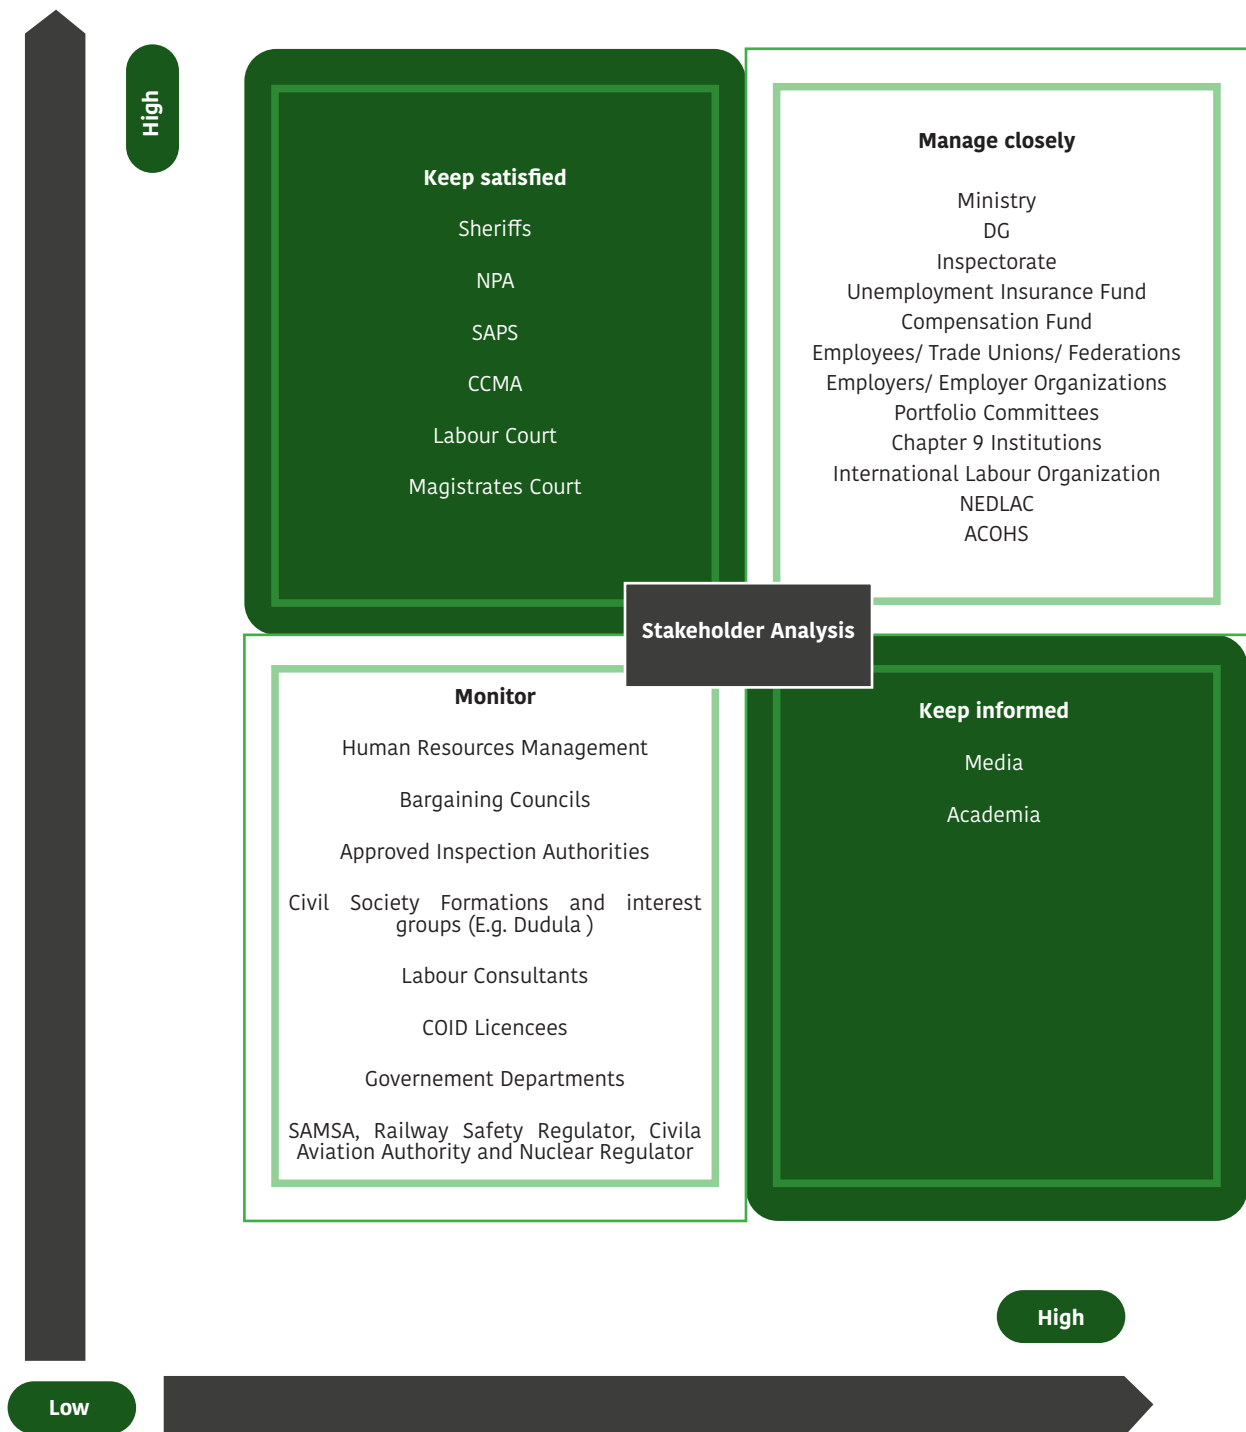 High
Keep satisfied
Sheriffs
NPA
SAPS
CCMA
Labour Court
Magistrates Court
Manage closely
Ministry
DG
Inspectorate
Unemployment Insurance Fund
Compensation Fund
Employees/ Trade Unions/ Federations
Employers/ Employer Organizations
Portfolio Committees
Chapter 9 Institutions
International Labour Organization
NEDLAC
ACOHS
Stakeholder Analysis
Monitor
Human Resources Management
Bargaining Councils
Approved Inspection Authorities
Civil Society Formations and interest
groups (E.g. Dudula )
Labour Consultants
COID Licencees
Governement Departments
SAMSA, Railway Safety Regulator, Civila
Aviation Authority and Nuclear Regulator
Keep informed
Media
Academia
High
Low